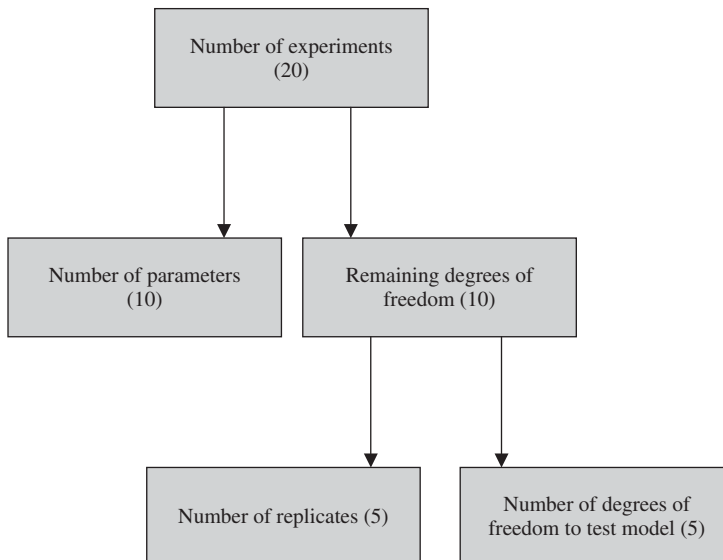 Number of experiments
(20)
Number of parameters
(10)
Remaining degrees of
freedom (10)
Number of replicates (5)
Number of degrees of
freedom to test model (5)